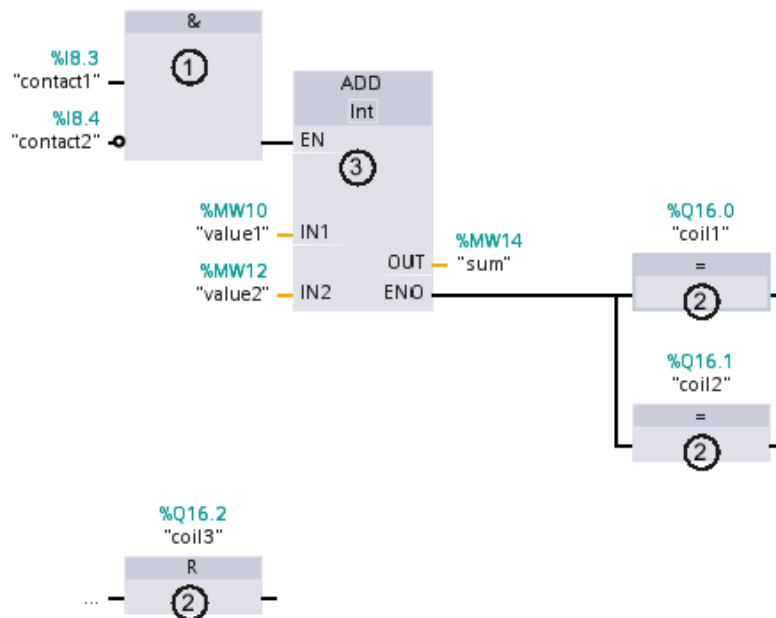 &
%I8.3
"contact1"
1
%I8.4
"contact2"
ADD
Int
EN
3
%MW10
"value1"
IN1
%MW12
"value2"
IN2
OUT
%MW14
"sum"
ENO
%Q16.0
"coil1"
=
2
%Q16.1
"coil2"
=
2
%Q16.2
"coil3"
R
...
2